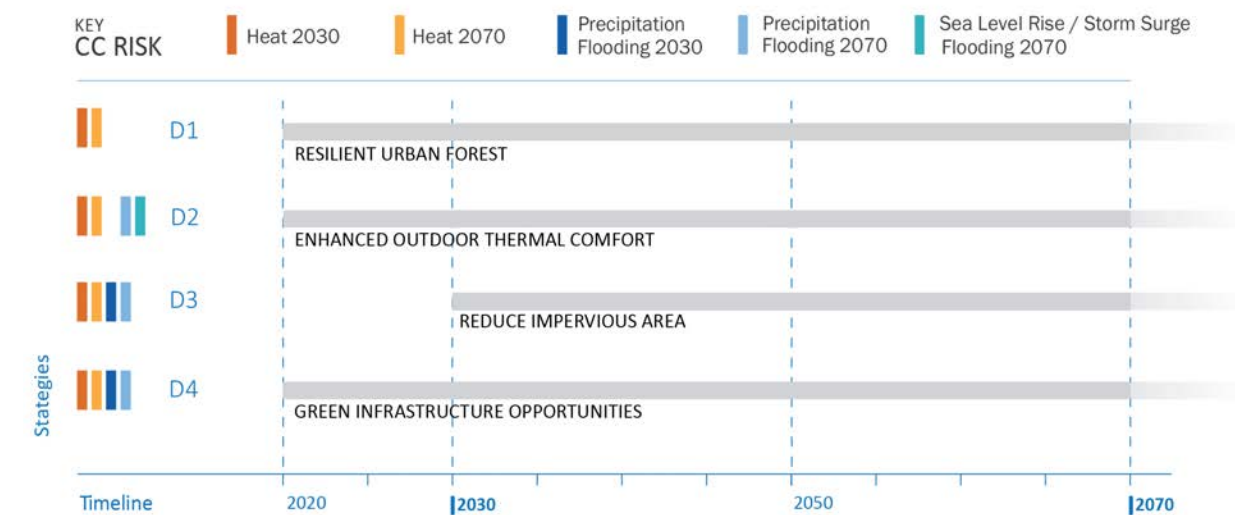 KEY
CC RISK
Heat 2030
Heat 2070
Precipitation
Flooding 2030
Precipitation
Flooding 2070
Sea Level Rise / Storm Surge
Flooding 2070
D1
RESILIENT URBAN FOREST
D2
ENHANCED OUTDOOR THERMAL COMFORT
D3
REDUCE IMPERVIOUS AREA
D4
GREEN INFRASTRUCTURE OPPORTUNITIES
Stategies
Timeline
2020
2030
2050
2070